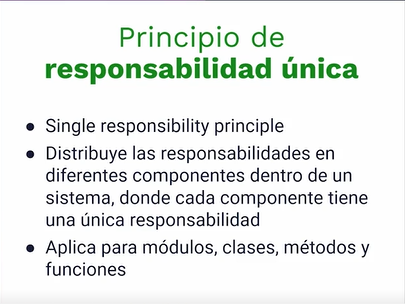 Principio de
responsabilidad única
● Single responsibility principle
● Distribuye las responsabilidades en
diferentes componentes dentro de un
sistema, donde cada componente tiene
una única responsabilidad
● Aplica para módulos, clases, métodos y
funciones